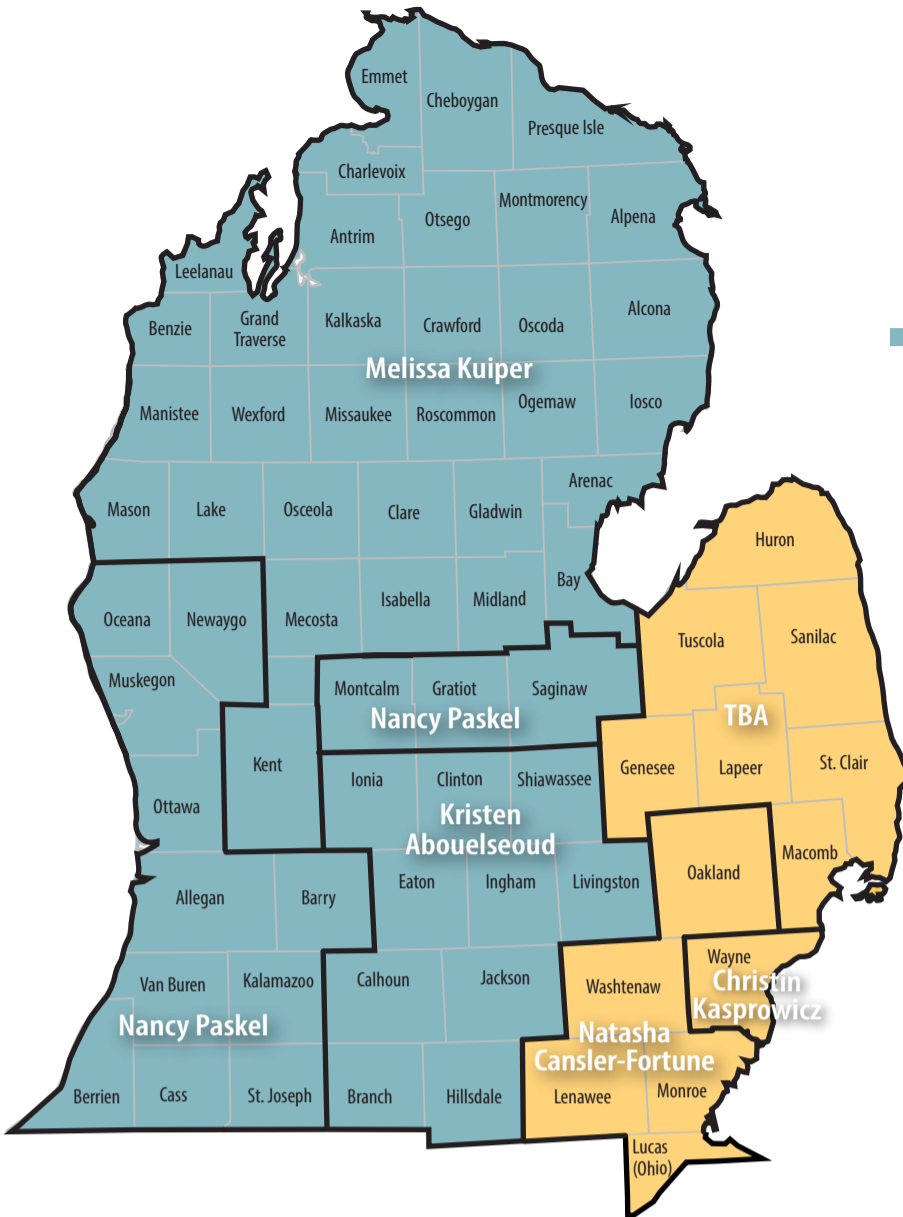 Emmet
Cheboygan
Presque Isle
Charlevoix
Montmorency
Otsego
Alpena
Antrim
Leelanau
Alcona
Grand
Traverse
Kalkaska
Benzie
Crawford
Oscoda
Melissa Kuiper
Ogemaw
Iosco
Manistee
Wexford
Missaukee
Roscommon
Arenac
Mason
Lake
Osceola
Clare
Gladwin
Huron
Bay
Isabella
Midland
Oceana
Newaygo
Mecosta
Tuscola
Sanilac
Muskegon
Montcalm
Gratiot
Saginaw
Nancy Paskel
TBA
Kent
Genesee
Lapeer
St. Clair
Ionia
Clinton
Shiawassee
Ottawa
Kristen
Abouelseoud
Macomb
Oakland
Eaton
Ingham
Livingston
Allegan
Barry
Wayne
Christin
Kasprowicz
Van Buren
Kalamazoo
Calhoun
Jackson
Washtenaw
Nancy Paskel
Natasha
Cansler-Fortune
Berrien
Cass
St. Joseph
Branch
Hillsdale
Lenawee
Monroe
Lucas
(Ohio)